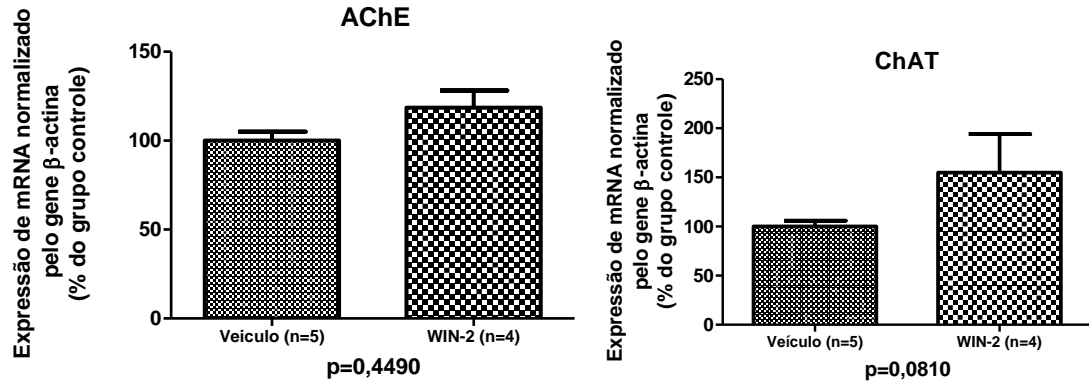 AChE
Expressão de mRNA normalizado
pelo gene β-actina
(% do grupo controle)
150
100
50
0
Veiculo (n=5)
WIN-2 (n=4)
p=0,4490
ChAT
Expressão de mRNA normalizado
pelo gene β-actina
(% do grupo controle)
250
200
150
100
50
0
Veículo (n=5)
WIN-2 (n=4)
p=0,0810